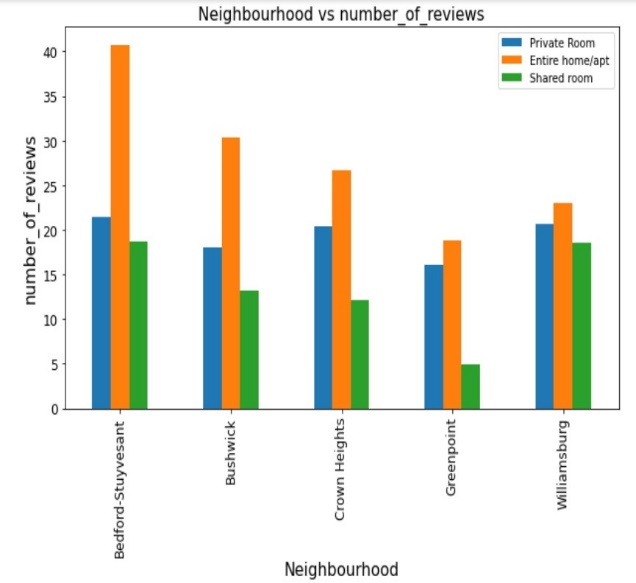 Neighbourhood vs number_of_reviews
Private Room
Entire home/apt
Shared room
number_of_reviews
40
35
30
25
20
15
10
5
0
Bedford-Stuyvesant
Bushwick
Crown Heights
Greenpoint
Williamsburg
Neighbourhood